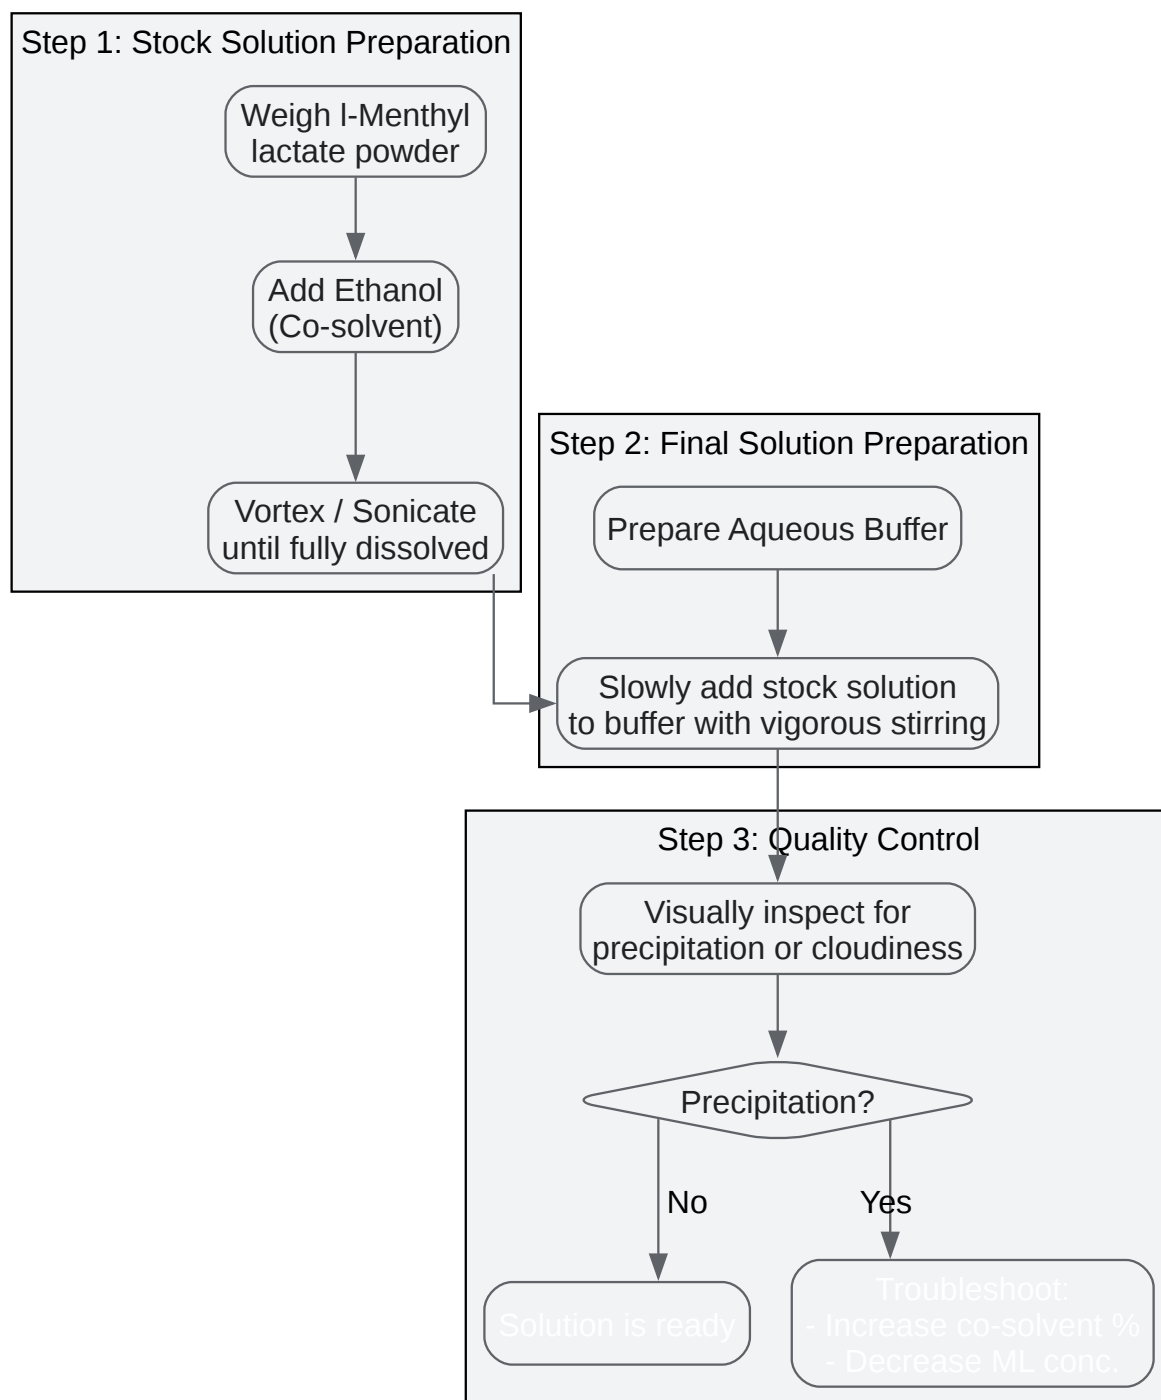 Step 1: Stock Solution Preparation
Weigh l-Menthyl
lactate powder
Add Ethanol
(Co-solvent)
Vortex / Sonicate
until fully dissolved
Step 2: Final Solution Preparation
Prepare Aqueous Buffer
Slowly add stock solution
to buffer with vigorous stirring
Step 3: Quality Control
Visually inspect for
precipitation or cloudiness
Precipitation?
No
Yes
Solution is ready
Troubleshoot:
- Increase co-solvent %
- Decrease ML conc.